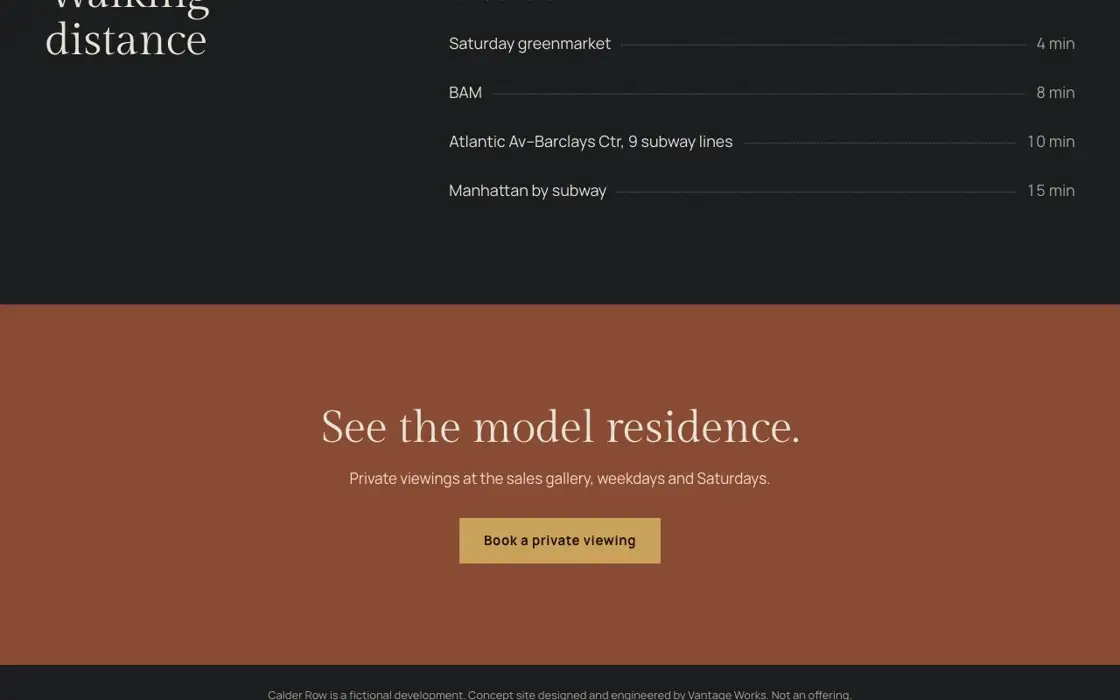 Walking
distance
Saturday greenmarket 4 min
BAM 8 min
Atlantic Av–Barclays Ctr, 9 subway lines 10 min
Manhattan by subway 15 min
See the model residence.
Private viewings at the sales gallery, weekdays and Saturdays.
Book a private viewing
Calder Row is a fictional development. Concept site designed and engineered by Vantage Works. Not an offering.